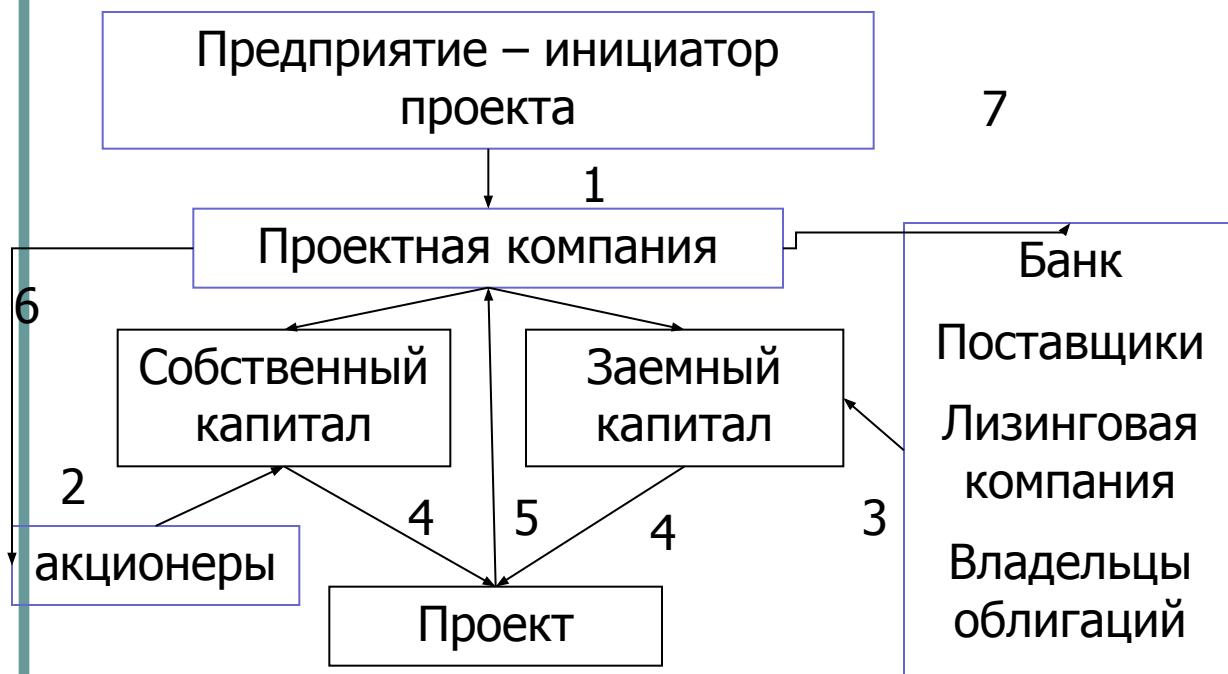 Предприятие – инициатор
проекта
7
1
Проектная компания
6
Банк
Поставщики
Лизинговая
компания
Владельцы
облигаций
Собственный
капитал
Заемный
капитал
2
4
5
4
3
акционеры
Проект